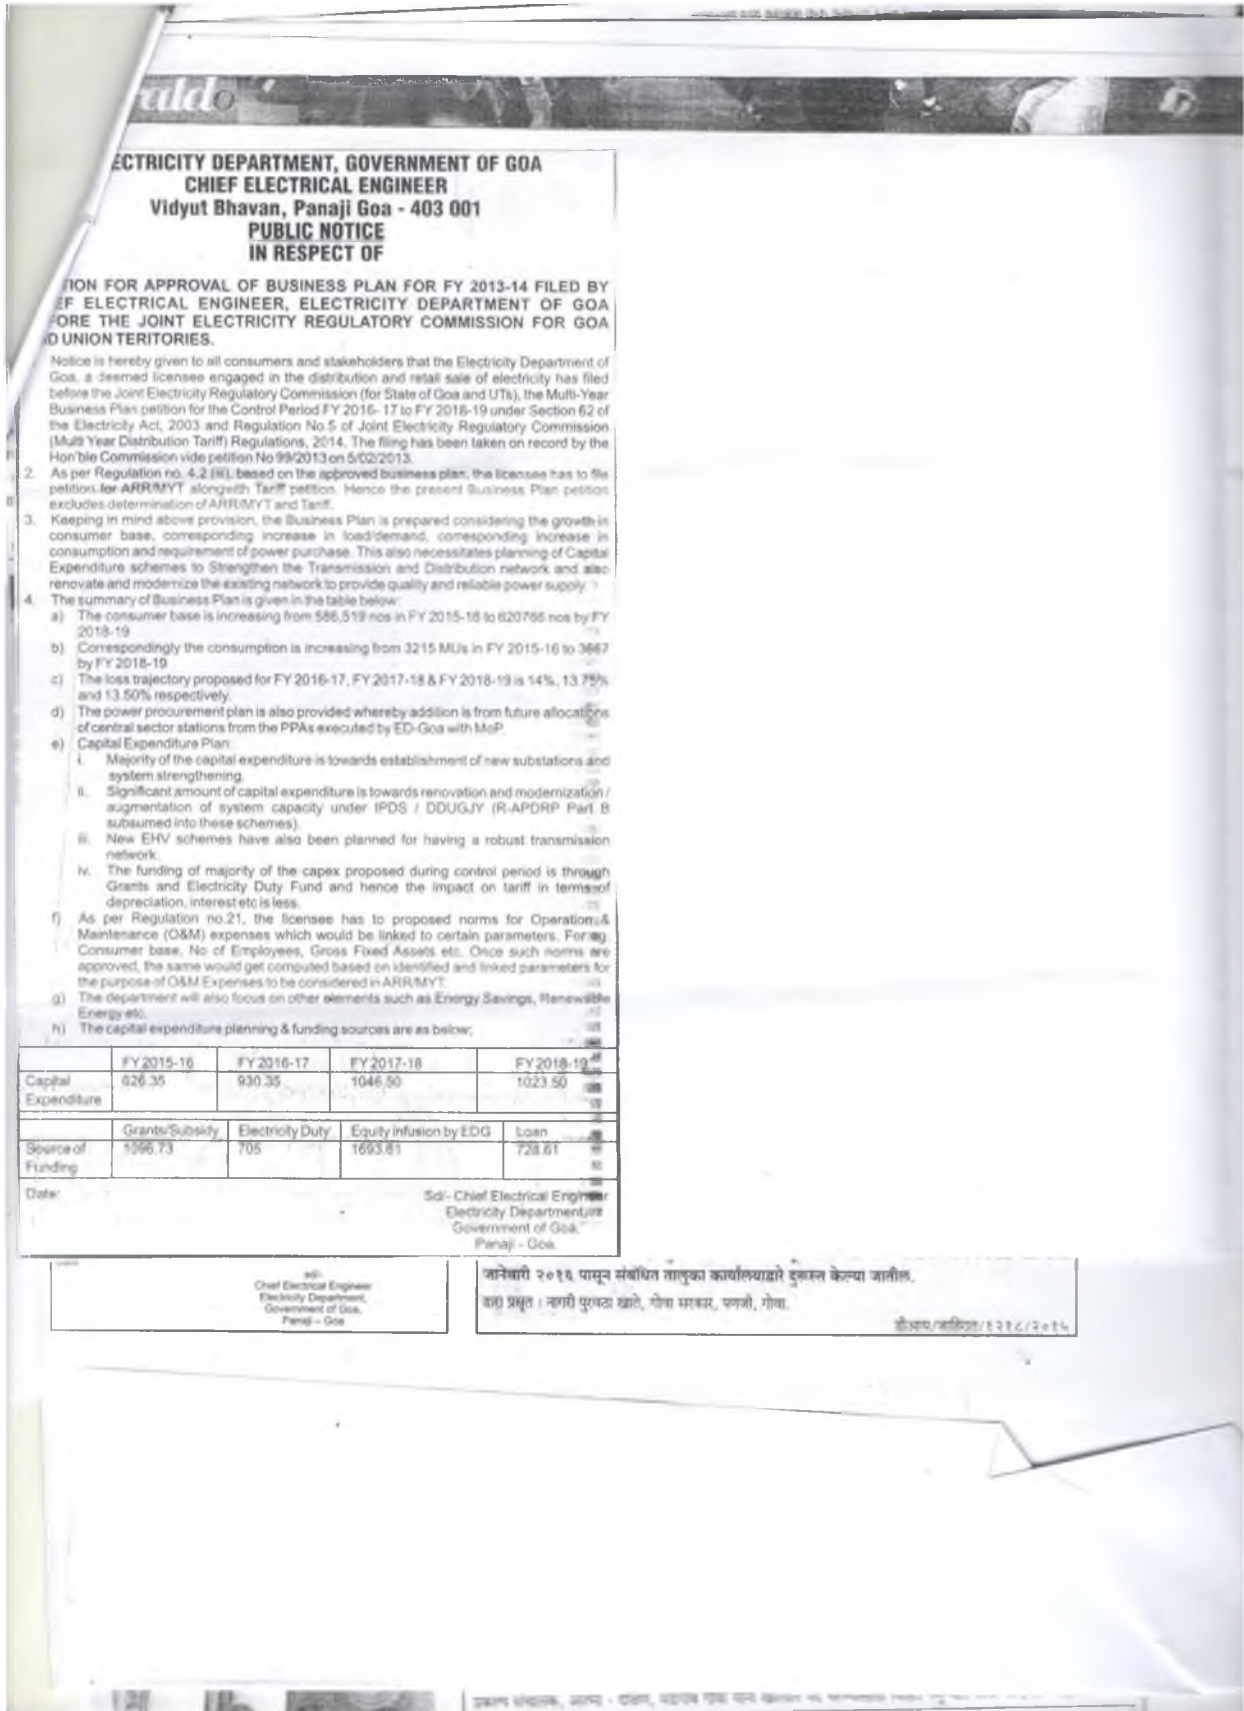 raldo
ECTRICITY DEPARTMENT, GOVERNMENT OF GOA
CHIEF ELECTRICAL ENGINEER
Vidyut Bhavan, Panaji Goa - 403 001
PUBLIC NOTICE
IN RESPECT OF
TION FOR APPROVAL OF BUSINESS PLAN FOR FY 2013-14 FILED BY
EF ELECTRICAL ENGINEER, ELECTRICITY DEPARTMENT OF GOA
FORE THE JOINT ELECTRICITY REGULATORY COMMISSION FOR GOA
D UNION TERITORIES.
Notice is hereby given to all consumers and stakeholders that the Electricity Department of
Goa, a deemed licensee engaged in the distribution and retail sale of electricity has filed
before the Joint Electricity Regulatory Commission (for State of Goa and UTs), the Multi-Year
Business Plan petition for the Control Period FY 2016- 17 to FY 2018-19 under Section 62 of
the Electricity Act, 2003 and Regulation No.5 of Joint Electricity Regulatory Commission
(Multi Year Distribution Tariff) Regulations, 2014. The filing has been taken on record by the
Hon'ble Commission vide petition No 99/2013 on 5/02/2013.
2. As per Regulation no. 4.2 (iii), based on the approved business plan, the licensee has to file
petition for ARR/MYT alongwith Tariff petition. Hence the present Business Plan petition
excludes determination of ARR/MYT and Tariff.
3. Keeping in mind above provision, the Business Plan is prepared considering the growth in
consumer base, corresponding increase in load/demand, corresponding increase in
consumption and requirement of power purchase. This also necessitates planning of Capital
Expenditure schemes to Strengthen the Transmission and Distribution network and also
renovate and modernize the existing network to provide quality and reliable power supply.
4. The summary of Business Plan is given in the table below:
a) The consumer base is increasing from 586,519 nos in FY 2015-16 to 620766 nos by FY
2018-19
b) Correspondingly the consumption is increasing from 3215 MUs in FY 2015-16 to 3667
by FY 2018-19
c) The loss trajectory proposed for FY 2016-17, FY 2017-18 & FY 2018-19 is 14%, 13.75%
and 13.50% respectively.
d) The power procurement plan is also provided whereby addition is from future allocations
of central sector stations from the PPAs executed by ED-Goa with MoP.
e) Capital Expenditure Plan:
i. Majority of the capital expenditure is towards establishment of new substations and
system strengthening.
ii. Significant amount of capital expenditure is towards renovation and modernization /
augmentation of system capacity under IPDS / DDUGJY (R-APDRP Part B
subsumed into these schemes).
iii. New EHV schemes have also been planned for having a robust transmission
network.
iv. The funding of majority of the capex proposed during control period is through
Grants and Electricity Duty Fund and hence the impact on tariff in terms of
depreciation, interest etc is less.
f) As per Regulation no.21, the licensee has to proposed norms for Operation &
Maintenance (O&M) expenses which would be linked to certain parameters. For eg.
Consumer base, No of Employees, Gross Fixed Assets etc. Once such norms are
approved, the same would get computed based on identified and linked parameters for
the purpose of O&M Expenses to be considered in ARR/MYT.
g) The department will also focus on other elements such as Energy Savings, Renewable
Energy etc.
h) The capital expenditure planning & funding sources are as below;
FY 2015-16 FY 2016-17 FY 2017-18 FY 2018-19
Capital 626.35 930.35 1046.50 1023.50
Expenditure
Grants/Subsidy Electricity Duty Equity infusion by EDG Loan
Source of 1096.73 705 1693.61 728.61
Funding
Date: Sd/- Chief Electrical Engineer
Electricity Department
Government of Goa,
Panaji - Goa.
sd/-
Chief Electrical Engineer
Electricity Department,
Government of Goa,
Panaji – Goa
जानेवारी २०१६ पासून संबंधित तालुका कार्यालयाद्वारे दुरूस्त केल्या जातील.
द्वारा प्रसृत : नागरी पुरवठा खाते, गोवा सरकार, पणजी, गोवा.
डीआय/जाहिरात/१२१८/२०१५